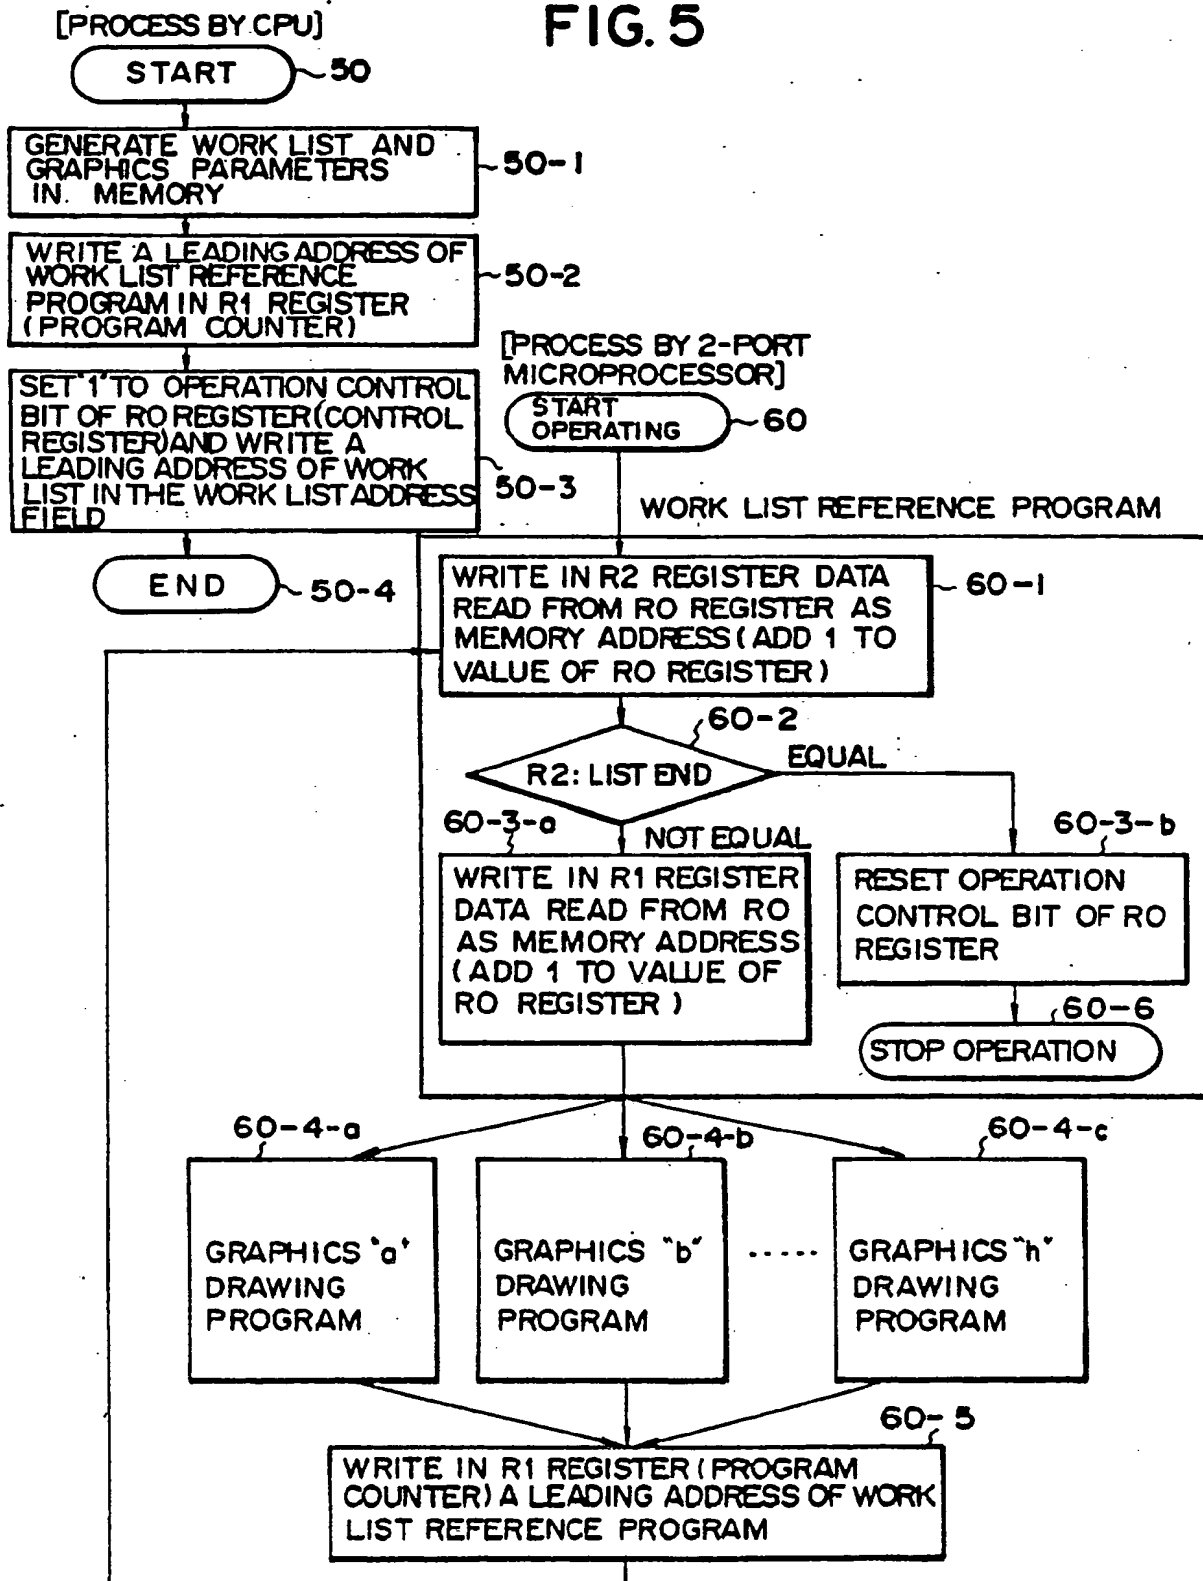 FIG. 5
[PROCESS BY CPU]
START
50
GENERATE WORK LIST AND
GRAPHICS PARAMETERS
IN. MEMORY
50-1
WRITE A LEADING ADDRESS OF
WORK LIST REFERENCE
PROGRAM IN R1 REGISTER
(PROGRAM COUNTER)
50-2
SET "1" TO OPERATION CONTROL
BIT OF RO REGISTER (CONTROL
REGISTER) AND WRITE A
LEADING ADDRESS OF WORK
LIST IN THE WORK LIST ADDRESS
FIELD
50-3
END
50-4
[PROCESS BY 2-PORT
MICROPROCESSOR]
START
OPERATING
60
WORK LIST REFERENCE PROGRAM
WRITE IN R2 REGISTER DATA
READ FROM RO REGISTER AS
MEMORY ADDRESS (ADD 1 TO
VALUE OF RO REGISTER)
60-1
60-2
R2: LIST END
EQUAL
60-3-a
NOT EQUAL
60-3-b
WRITE IN R1 REGISTER
DATA READ FROM RO
AS MEMORY ADDRESS
(ADD 1 TO VALUE OF
RO REGISTER)
RESET OPERATION
CONTROL BIT OF RO
REGISTER
60-6
STOP OPERATION
60-4-a
60-4-b
60-4-c
GRAPHICS "a"
DRAWING
PROGRAM
GRAPHICS "b"
DRAWING
PROGRAM
.....
GRAPHICS "h"
DRAWING
PROGRAM
60-5
WRITE IN R1 REGISTER (PROGRAM
COUNTER) A LEADING ADDRESS OF WORK
LIST REFERENCE PROGRAM